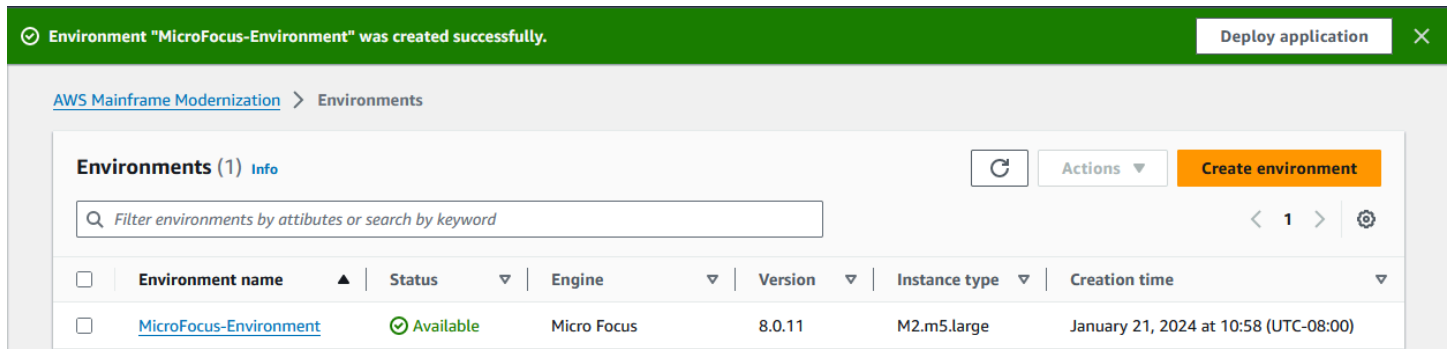 Environment "MicroFocus-Environment" was created successfully. Deploy application
AWS Mainframe Modernization > Environments
Environments (1) Info Actions Create environment
Filter environments by attibutes or search by keyword 1
Environment name Status Engine Version Instance type Creation time
MicroFocus-Environment Available Micro Focus 8.0.11 M2.m5.large January 21, 2024 at 10:58 (UTC-08:00)